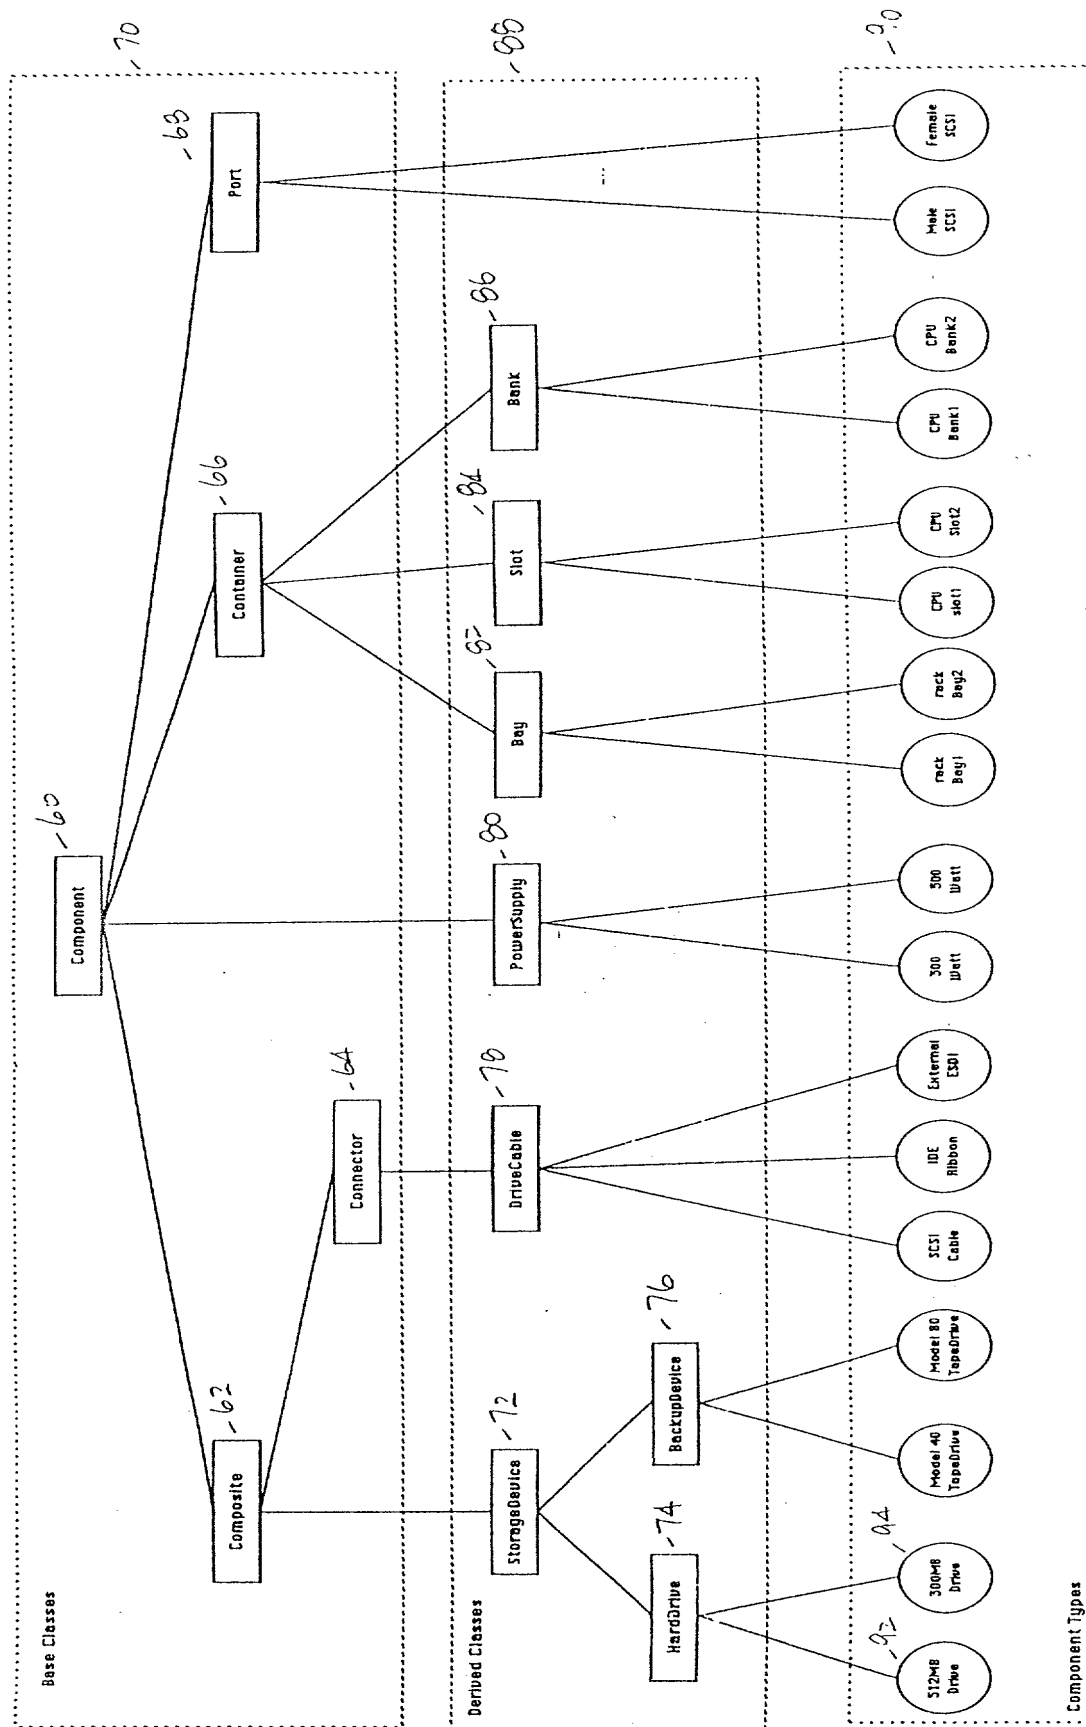 Base Classes
-70
Component
-60
Composite
-62
Connector
-64
Container
-66
Port
-63
Derived Classes
-88
StorageDevice
-72
HardDrive
-74
BackupDevice
-76
DriveCable
-78
PowerSupply
-80
Bay
-82
Slot
-84
Bank
-86
...
Component Types
-90
512MB
Drive
-92
300MB
Drive
-94
Model 40
TapeDrive
Model 80
TapeDrive
SCSI
Cable
IDE
Ribbon
External
ESDI
300
Watt
500
Watt
rack
Bay1
rack
Bay2
CPU
slot1
CPU
Slot2
CPU
Bank1
CPU
Bank2
Male
SCSI
Female
SCSI